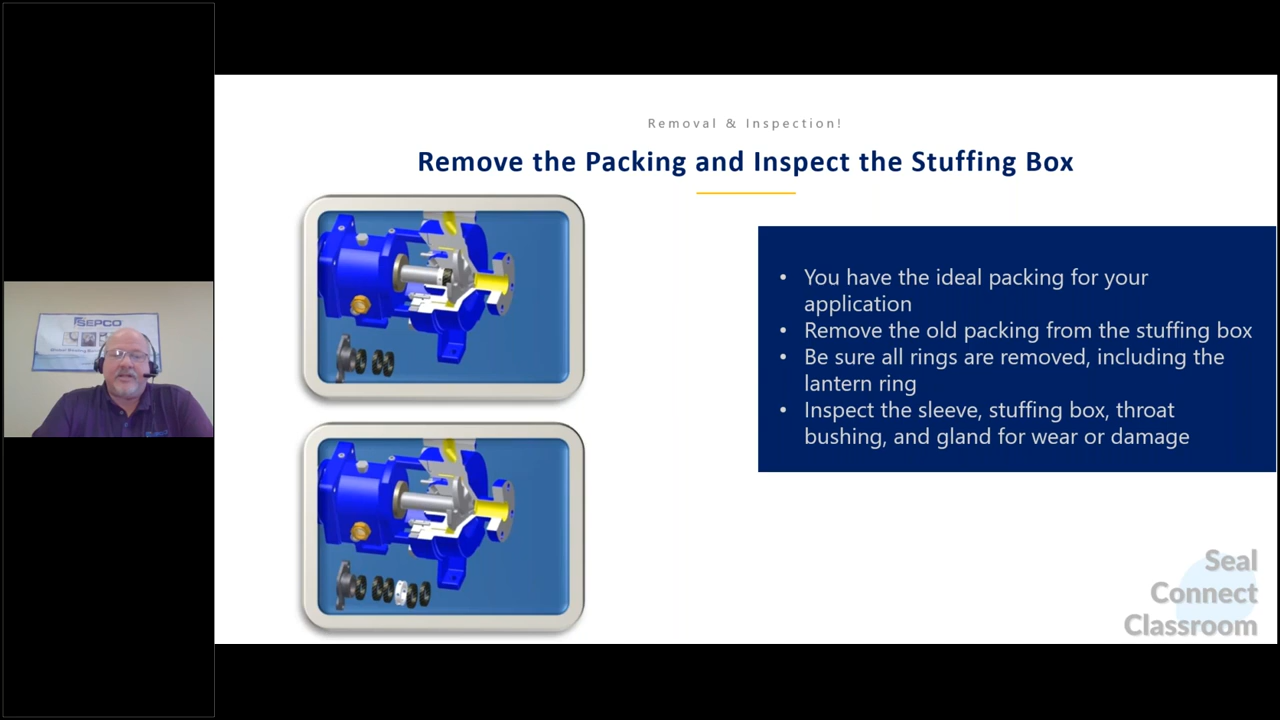 Removal & Inspection!
Remove the Packing and Inspect the Stuffing Box
• You have the ideal packing for your
application
• Remove the old packing from the stuffing box
• Be sure all rings are removed, including the
lantern ring
• Inspect the sleeve, stuffing box, throat
bushing, and gland for wear or damage
SEPCO
Seal
Connect
Classroom